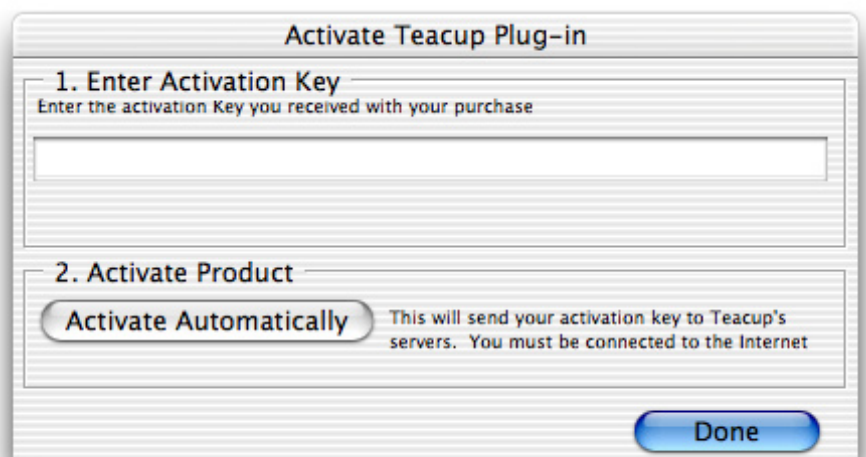 Activate Teacup Plug-in
1. Enter Activation Key
Enter the activation Key you received with your purchase
2. Activate Product
Activate Automatically
This will send your activation key to Teacup's
servers. You must be connected to the Internet
Done